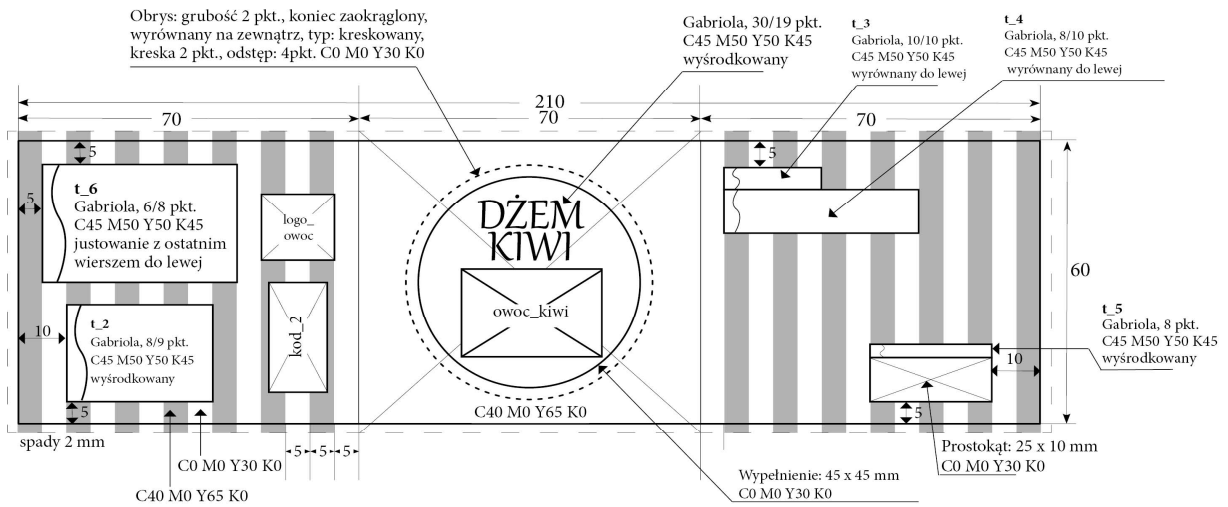 Obrys: grubość 2 pkt., koniec zaokrąglony,
wyrównany na zewnątrz, typ: kreskowany,
kreska 2 pkt., odstęp: 4pkt. C0 M0 Y30 K0
Gabriola, 30/19 pkt.
C45 M50 Y50 K45
wyśrodkowany
t_3
Gabriola, 10/10 pkt.
C45 M50 Y50 K45
wyrównany do lewej
t_4
Gabriola, 8/10 pkt.
C45 M50 Y50 K45
wyrównany do lewej
210
70
70
70
5
5
t_6
Gabriola, 6/8 pkt.
C45 M50 Y50 K45
justowanie z ostatnim
wierszem do lewej
logo_
owoc
DŻEM
KIWI
owoc_kiwi
5
60
10
t_2
Gabriola, 8/9 pkt.
C45 M50 Y50 K45
wyśrodkowany
kod_2
5
C40 M0 Y65 K0
t_5
Gabriola, 8 pkt.
C45 M50 Y50 K45
wyśrodkowany
10
5
spady 2 mm
5
5
5
C0 M0 Y30 K0
C40 M0 Y65 K0
Prostokąt: 25 x 10 mm
C0 M0 Y30 K0
Wypełnienie: 45 x 45 mm
C0 M0 Y30 K0